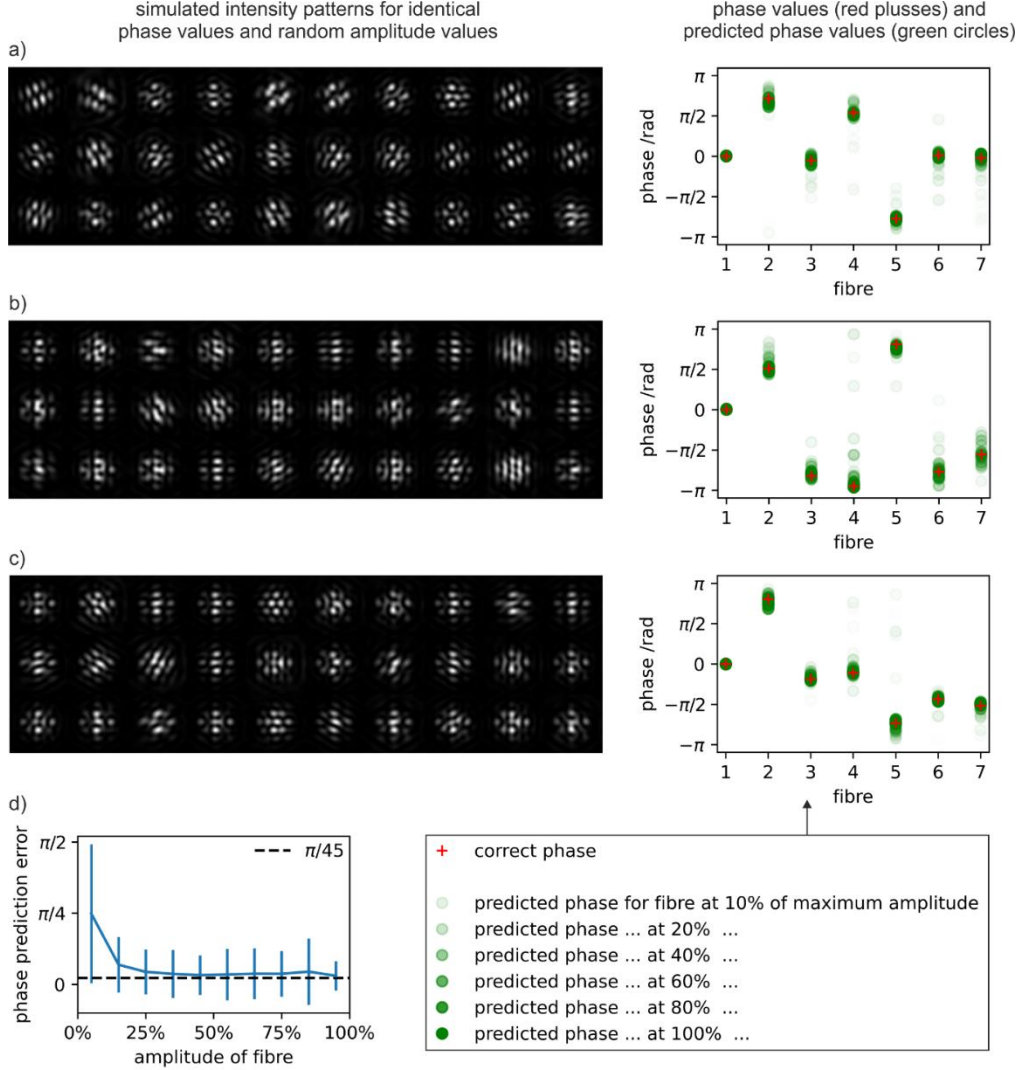 simulated intensity patterns for identical
phase values and random amplitude values
phase values (red plusses) and
predicted phase values (green circles)
a)
π
π/2
0
−π/2
−π
phase /rad
1 2 3 4 5 6 7
fibre
b)
π
π/2
0
−π/2
−π
phase /rad
1 2 3 4 5 6 7
fibre
c)
π
π/2
0
−π/2
−π
phase /rad
1 2 3 4 5 6 7
fibre
d)
phase prediction error
π/2
π/4
0
π/45
0% 25% 50% 75% 100%
amplitude of fibre
correct phase
predicted phase for fibre at 10% of maximum amplitude
predicted phase ... at 20% ...
predicted phase ... at 40% ...
predicted phase ... at 60% ...
predicted phase ... at 80% ...
predicted phase ... at 100% ...